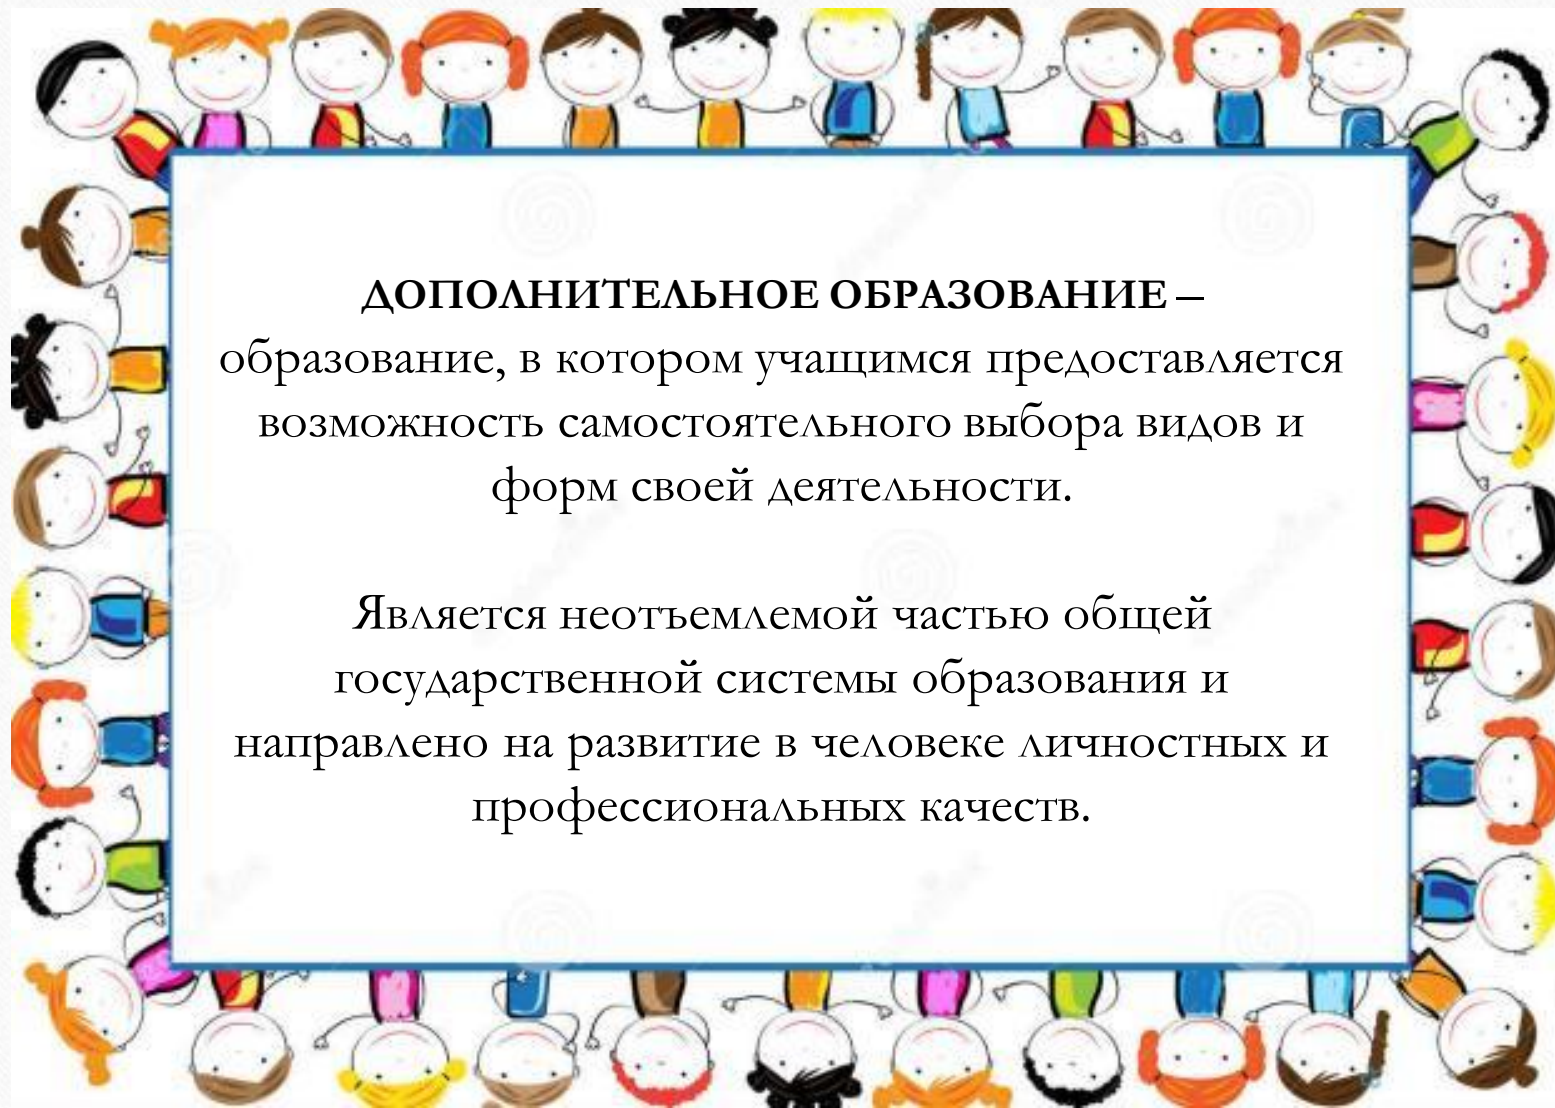 ДОПОЛНИТЕЛЬНОЕ ОБРАЗОВАНИЕ –
образование, в котором учащимся предоставляется
возможность самостоятельного выбора видов и
форм своей деятельности.
Является неотъемлемой частью общей
государственной системы образования и
направлено на развитие в человеке личностных и
профессиональных качеств.